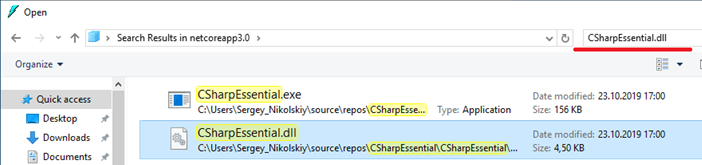 Search Results in netcoreapp3.0
CSharpEssential.dll
Organize
Quick access
Desktop
Downloads
Documents
CSharpEssential.exe
C:\Users\Sergey_Nikolskiy\source\repos\CSharpEsse...
Type: Application
Date modified: 23.10.2019 17:00
Size: 156 KB
CSharpEssential.dll
C:\Users\Sergey_Nikolskiy\source\repos\CSharpEssential\CSharpEssential\...
Date modified: 23.10.2019 17:00
Size: 4,50 KB